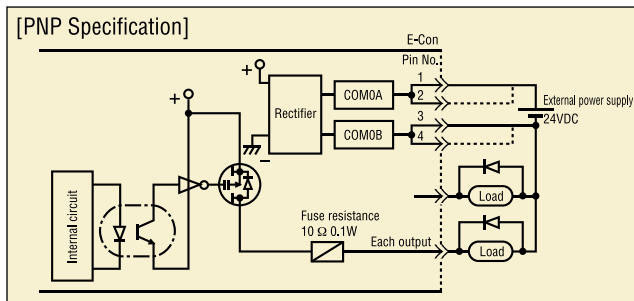 [PNP Specification]
E-Con
Pin No.
+
+
Rectifier
COM0A
COM0B
1
2
3
4
External power supply
24VDC
−
Internal circuit
Fuse resistance
10 Ω 0.1W
Each output
Load
Load